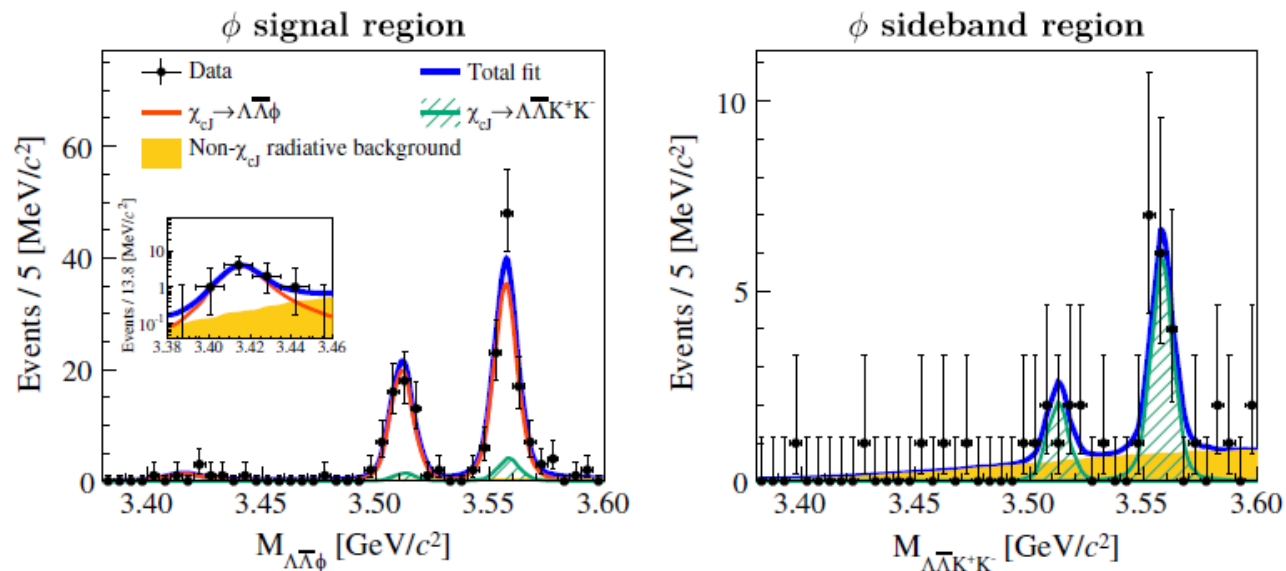 ϕ signal region
Data
Total fit
χcJ→ΛΛ̅ϕ
χcJ→ΛΛ̅K⁺K⁻
Non-χcJ radiative background
Events / 5 [MeV/c²]
60
40
20
0
3.40 3.45 3.50 3.55 3.60
M_ΛΛ̅ϕ [GeV/c²]
Events / 13.8 [MeV/c²]
10
1
10⁻¹
3.38 3.40 3.42 3.44 3.46
ϕ sideband region
Events / 5 [MeV/c²]
10
5
0
3.40 3.45 3.50 3.55 3.60
M_ΛΛ̅K⁺K⁻ [GeV/c²]